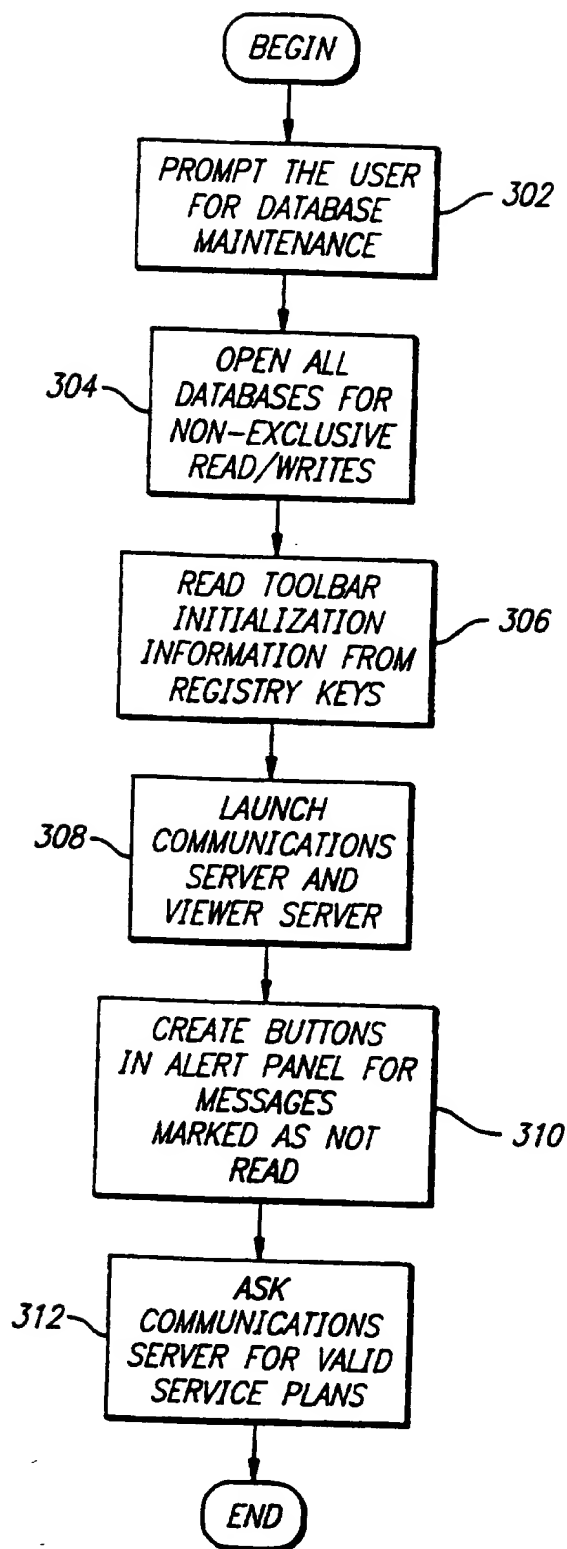 BEGIN
PROMPT THE USER
FOR DATABASE
MAINTENANCE
302
OPEN ALL
DATABASES FOR
NON-EXCLUSIVE
READ/WRITES
304
READ TOOLBAR
INITIALIZATION
INFORMATION FROM
REGISTRY KEYS
306
LAUNCH
COMMUNICATIONS
SERVER AND
VIEWER SERVER
308
CREATE BUTTONS
IN ALERT PANEL FOR
MESSAGES
MARKED AS NOT
READ
310
ASK
COMMUNICATIONS
SERVER FOR VALID
SERVICE PLANS
312
END